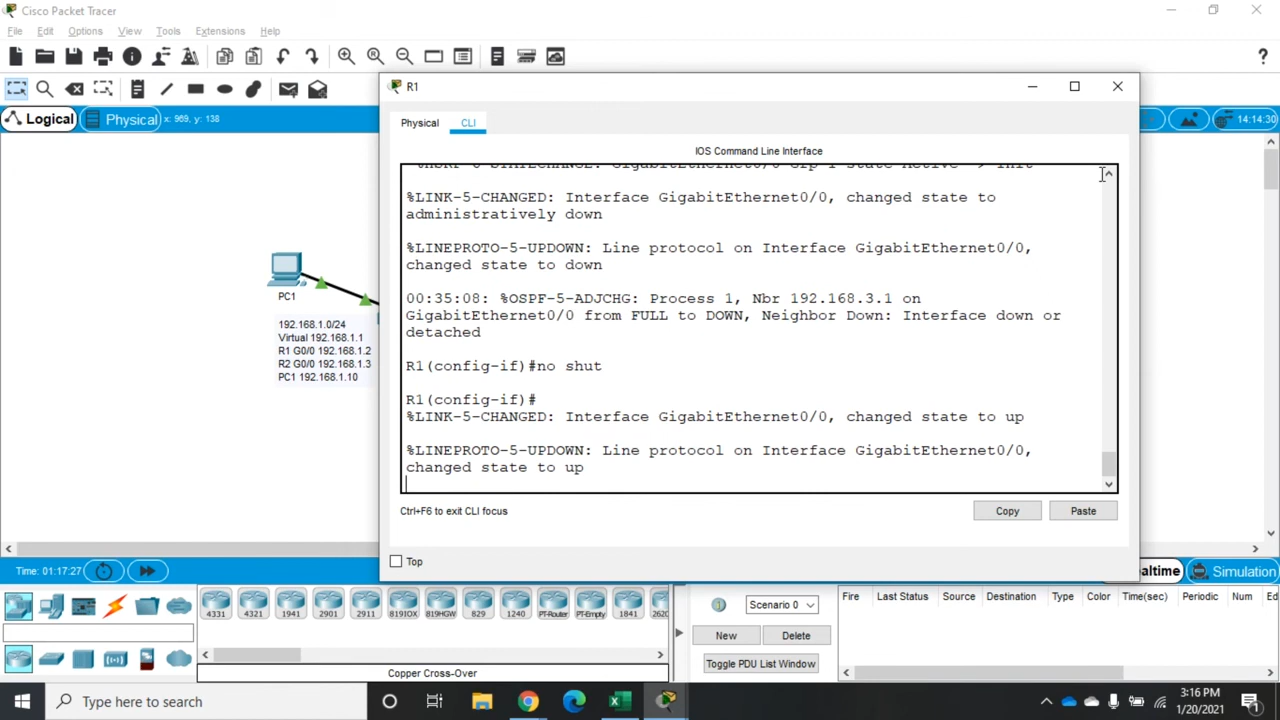 Cisco Packet Tracer
File Edit Options View Tools Extensions Help
Logical Physical x: 969, y: 138
14:14:30
R1
Physical CLI
IOS Command Line Interface
%LINK-5-CHANGED: Interface GigabitEthernet0/0, changed state to
administratively down
%LINEPROTO-5-UPDOWN: Line protocol on Interface GigabitEthernet0/0,
changed state to down
00:35:08: %OSPF-5-ADJCHG: Process 1, Nbr 192.168.3.1 on
GigabitEthernet0/0 from FULL to DOWN, Neighbor Down: Interface down or
detached
R1(config-if)#no shut
R1(config-if)#
%LINK-5-CHANGED: Interface GigabitEthernet0/0, changed state to up
%LINEPROTO-5-UPDOWN: Line protocol on Interface GigabitEthernet0/0,
changed state to up
Ctrl+F6 to exit CLI focus
Copy Paste
Top
PC1
192.168.1.0/24
Virtual 192.168.1.1
R1 G0/0 192.168.1.2
R2 G0/0 192.168.1.3
PC1 192.168.1.10
Time: 01:17:27
ealtime Simulation
4331 4321 1941 2901 2911 819IOX 819HGW 829 1240 PT-Router PT-Empty 1841 262
Copper Cross-Over
Scenario 0
New Delete
Toggle PDU List Window
Fire Last Status Source Destination Type Color Time(sec) Periodic Num Ed
Type here to search
3:16 PM
1/20/2021
1